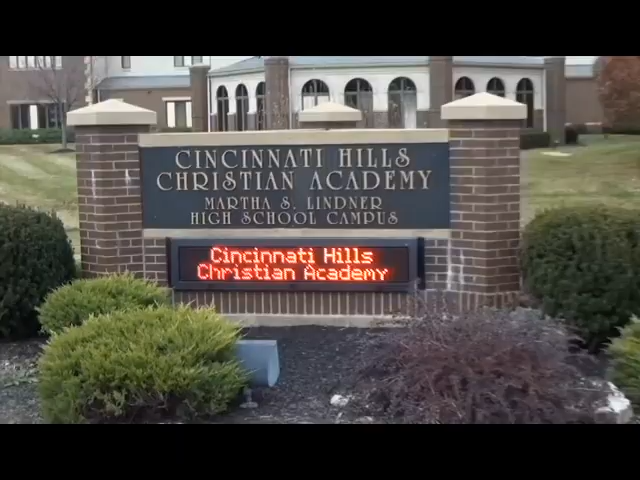 CINCINNATI HILLS
CHRISTIAN ACADEMY
MARTHA S. LINDNER
HIGH SCHOOL CAMPUS
Cincinnati Hills
Christian Academy